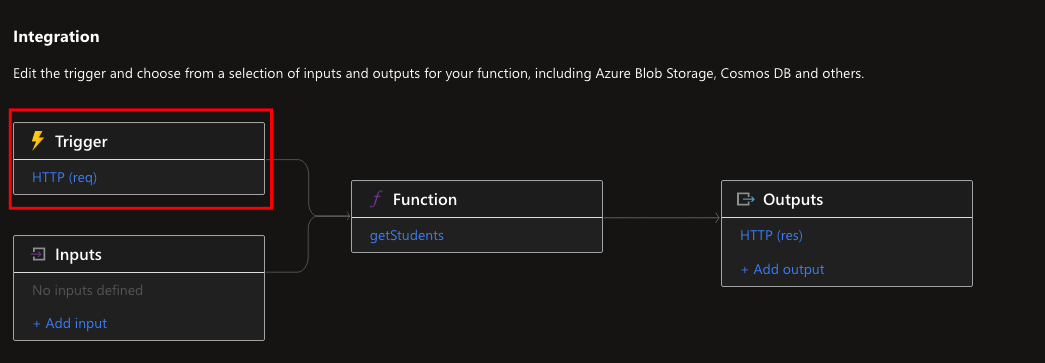 Integration
Edit the trigger and choose from a selection of inputs and outputs for your function, including Azure Blob Storage, Cosmos DB and others.
Trigger
HTTP (req)
Inputs
No inputs defined
+ Add input
Function
getStudents
Outputs
HTTP (res)
+ Add output